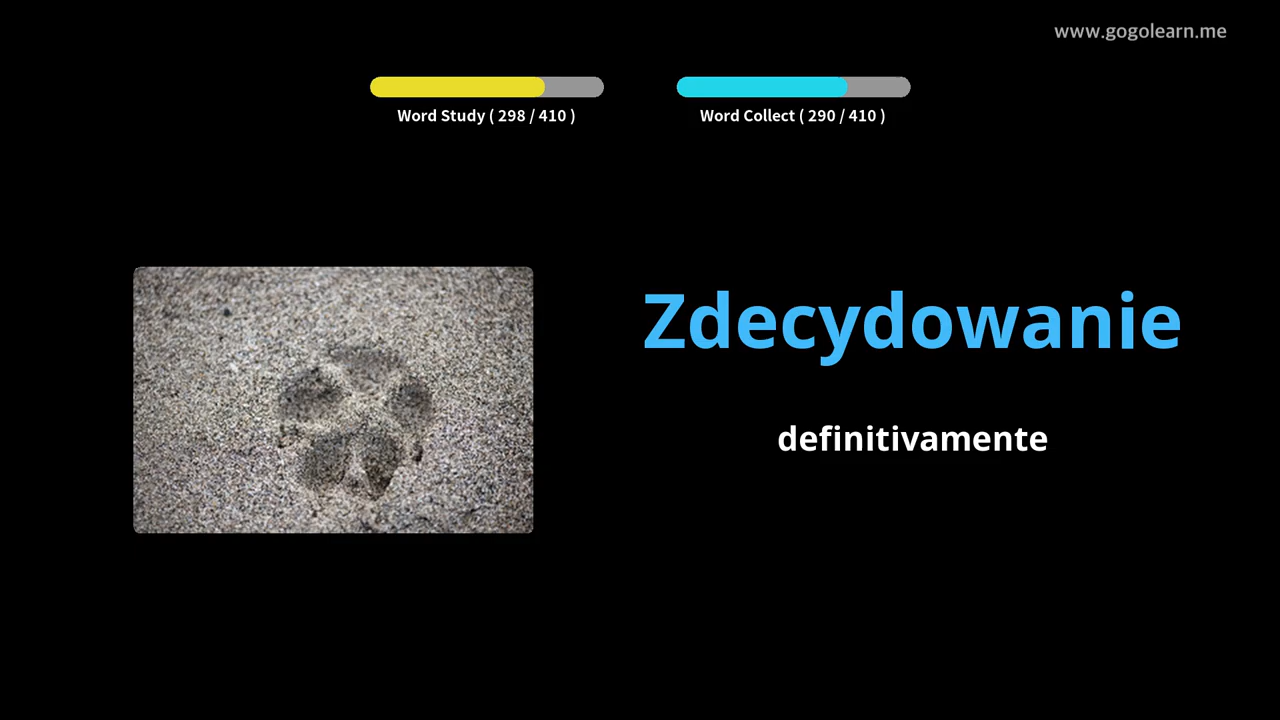 www.gogolearn.me
Word Study ( 298 / 410 )
Word Collect ( 290 / 410 )
Zdecydowanie
definitivamente